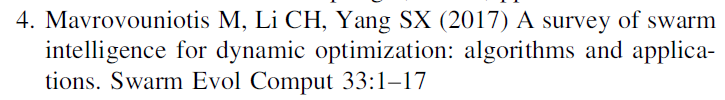 4. Mavrovouniotis M, Li CH, Yang SX (2017) A survey of swarm
intelligence for dynamic optimization: algorithms and applica-
tions. Swarm Evol Comput 33:1–17